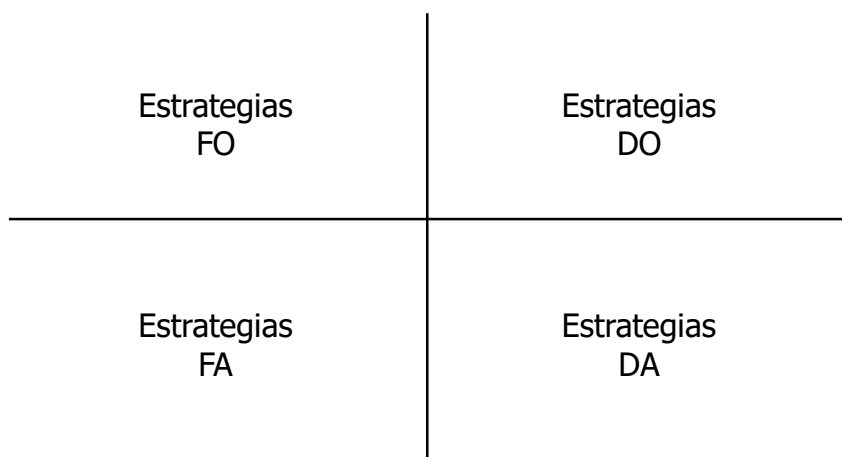 Estrategias
FO
Estrategias
DO
Estrategias
FA
Estrategias
DA